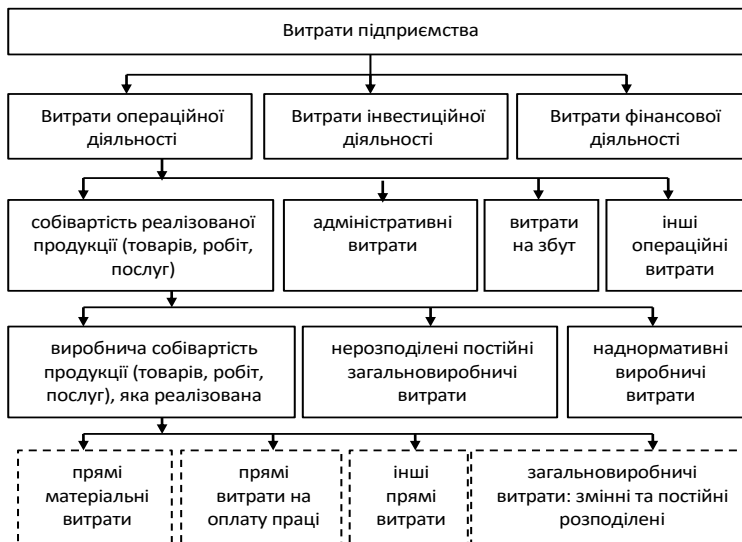 Витрати підприємства
Витрати операційної
діяльності
Витрати інвестиційної
діяльності
Витрати фінансової
діяльності
собівартість реалізованої
продукції (товарів, робіт,
послуг)
адміністративні
витрати
витрати
на збут
інші
операційні
витрати
виробнича собівартість
продукції (товарів, робіт,
послуг), яка реалізована
нерозподілені постійні
загальновиробничі
витрати
наднормативні
виробничі
витрати
прямі
матеріальні
витрати
прямі
витрати на
оплату праці
інші
прямі
витрати
загальновиробничі
витрати: змінні та постійні
розподілені